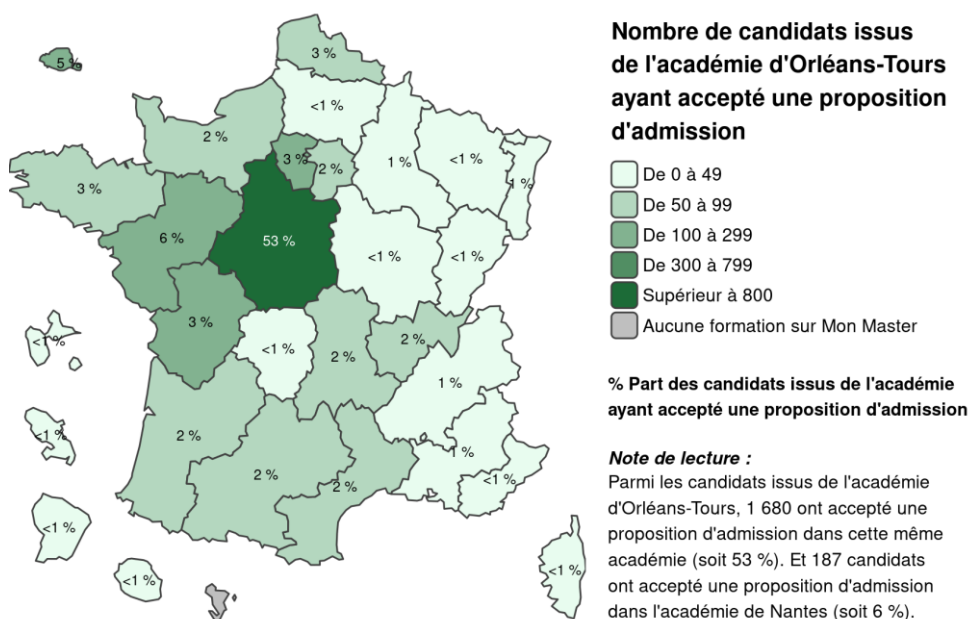 Nombre de candidats issus
de l'académie d'Orléans-Tours
ayant accepté une proposition
d'admission
De 0 à 49
De 50 à 99
De 100 à 299
De 300 à 799
Supérieur à 800
Aucune formation sur Mon Master
% Part des candidats issus de l'académie
ayant accepté une proposition d'admission
Note de lecture :
Parmi les candidats issus de l'académie
d'Orléans-Tours, 1 680 ont accepté une
proposition d'admission dans cette même
académie (soit 53 %). Et 187 candidats
ont accepté une proposition d'admission
dans l'académie de Nantes (soit 6 %).
3 %
5 %
<1 %
2 %
3 %
2 %
1 %
<1 %
1 %
3 %
6 %
53 %
<1 %
<1 %
3 %
<1 %
<1 %
2 %
2 %
1 %
2 %
<1 %
1 %
2 %
2 %
<1 %
<1 %
<1 %
<1 %